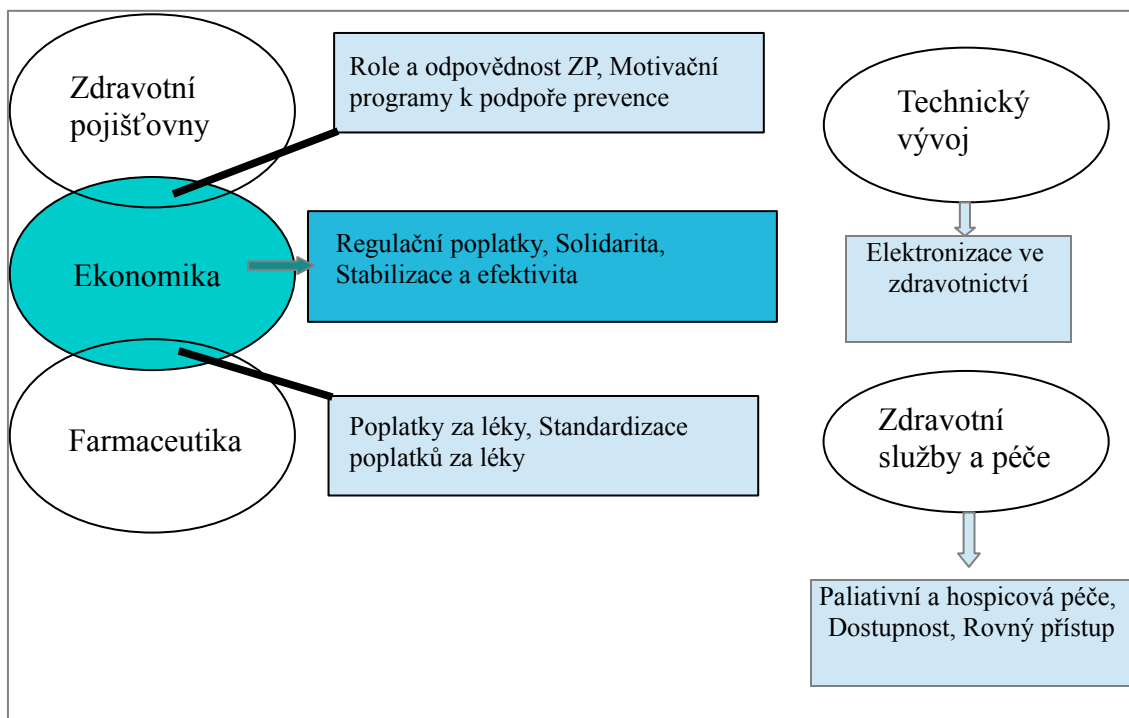 Zdravotní
pojišťovny
Role a odpovědnost ZP, Motivační
programy k podpoře prevence
Technický
vývoj
Ekonomika
Regulační poplatky, Solidarita,
Stabilizace a efektivita
Elektronizace ve
zdravotnictví
Farmaceutika
Poplatky za léky, Standardizace
poplatků za léky
Zdravotní
služby a péče
Paliativní a hospicová péče,
Dostupnost, Rovný přístup